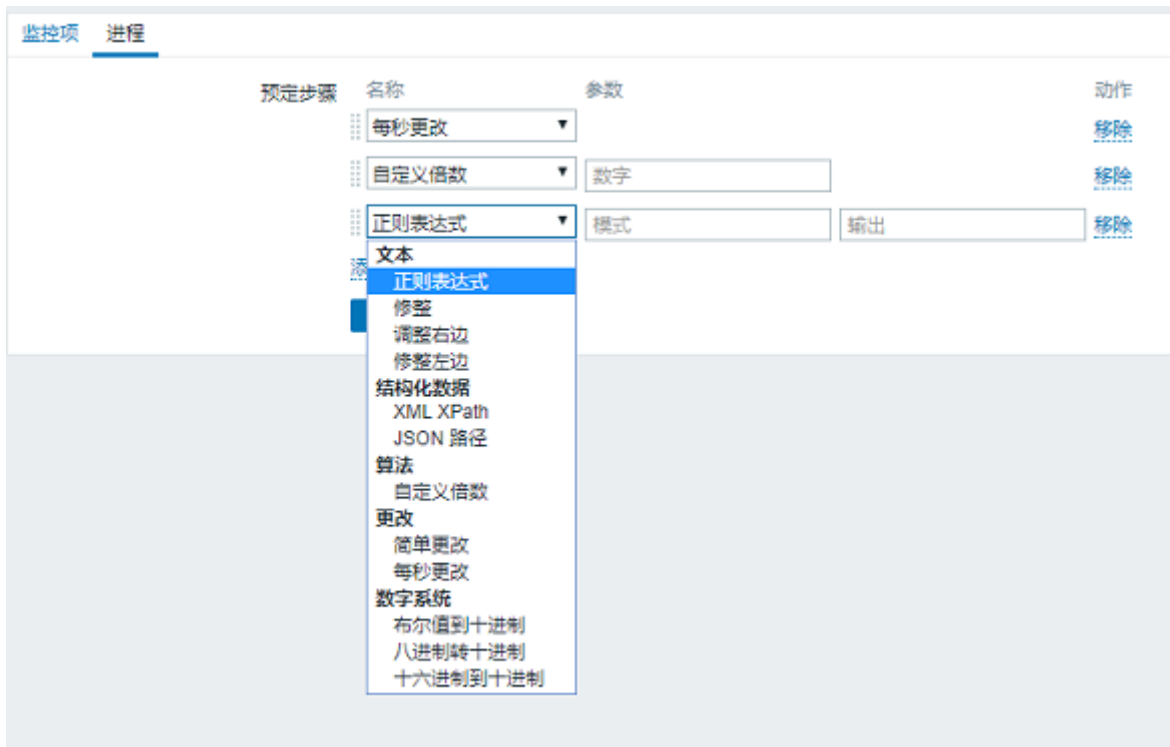 监控项 进程
预定步骤 名称 参数 动作
每秒更改 移除
自定义倍数 数字 移除
正则表达式 模式 输出 移除
文本
添
正则表达式
修整
调整右边
修整左边
结构化数据
XML XPath
JSON 路径
算法
自定义倍数
更改
简单更改
每秒更改
数字系统
布尔值到十进制
八进制转十进制
十六进制到十进制